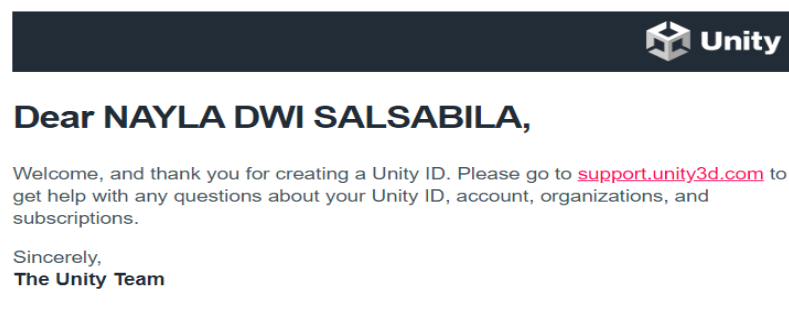 Unity
Dear NAYLA DWI SALSABILA,
Welcome, and thank you for creating a Unity ID. Please go to support.unity3d.com to
get help with any questions about your Unity ID, account, organizations, and
subscriptions.
Sincerely,
The Unity Team